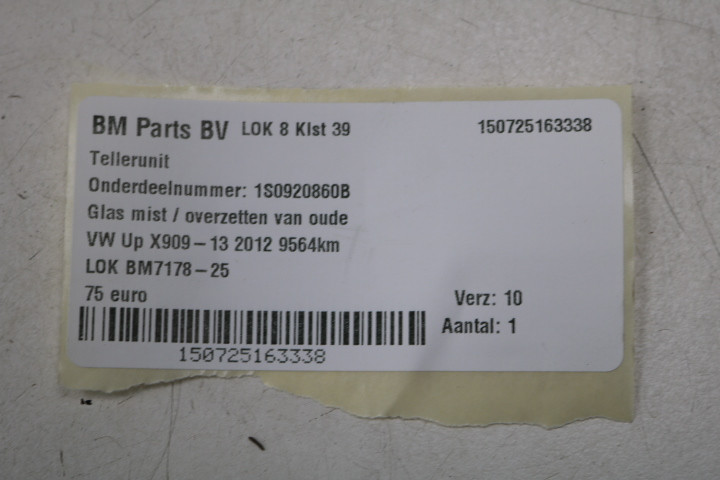 BM Parts BV LOK 8 Klst 39 150725163338
Tellerunit
Onderdeelnummer: 1S0920860B
Glas mist / overzetten van oude
VW Up X909-13 2012 9564km
LOK BM7178-25
75 euro Verz: 10
Aantal: 1
150725163338